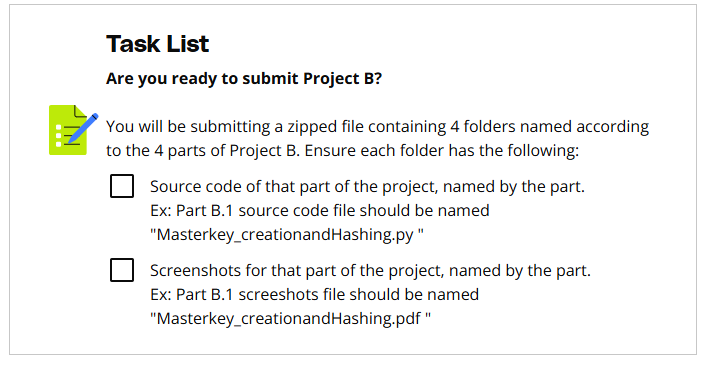 Task List
Are you ready to submit Project B?
You will be submitting a zipped file containing 4 folders named according
to the 4 parts of Project B. Ensure each folder has the following:
Source code of that part of the project, named by the part.
Ex: Part B.1 source code file should be named
"Masterkey_creationandHashing.py "
Screenshots for that part of the project, named by the part.
Ex: Part B.1 screeshots file should be named
"Masterkey_creationandHashing.pdf "